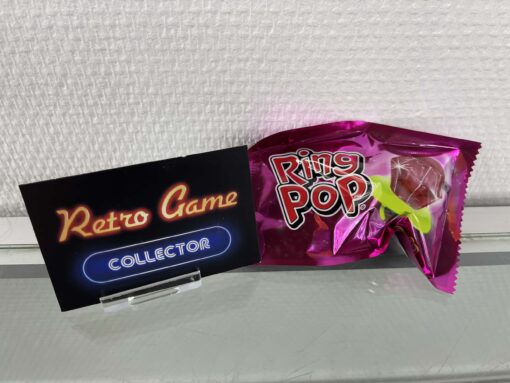 Retro Game
COLLECTOR
Ring
POP®